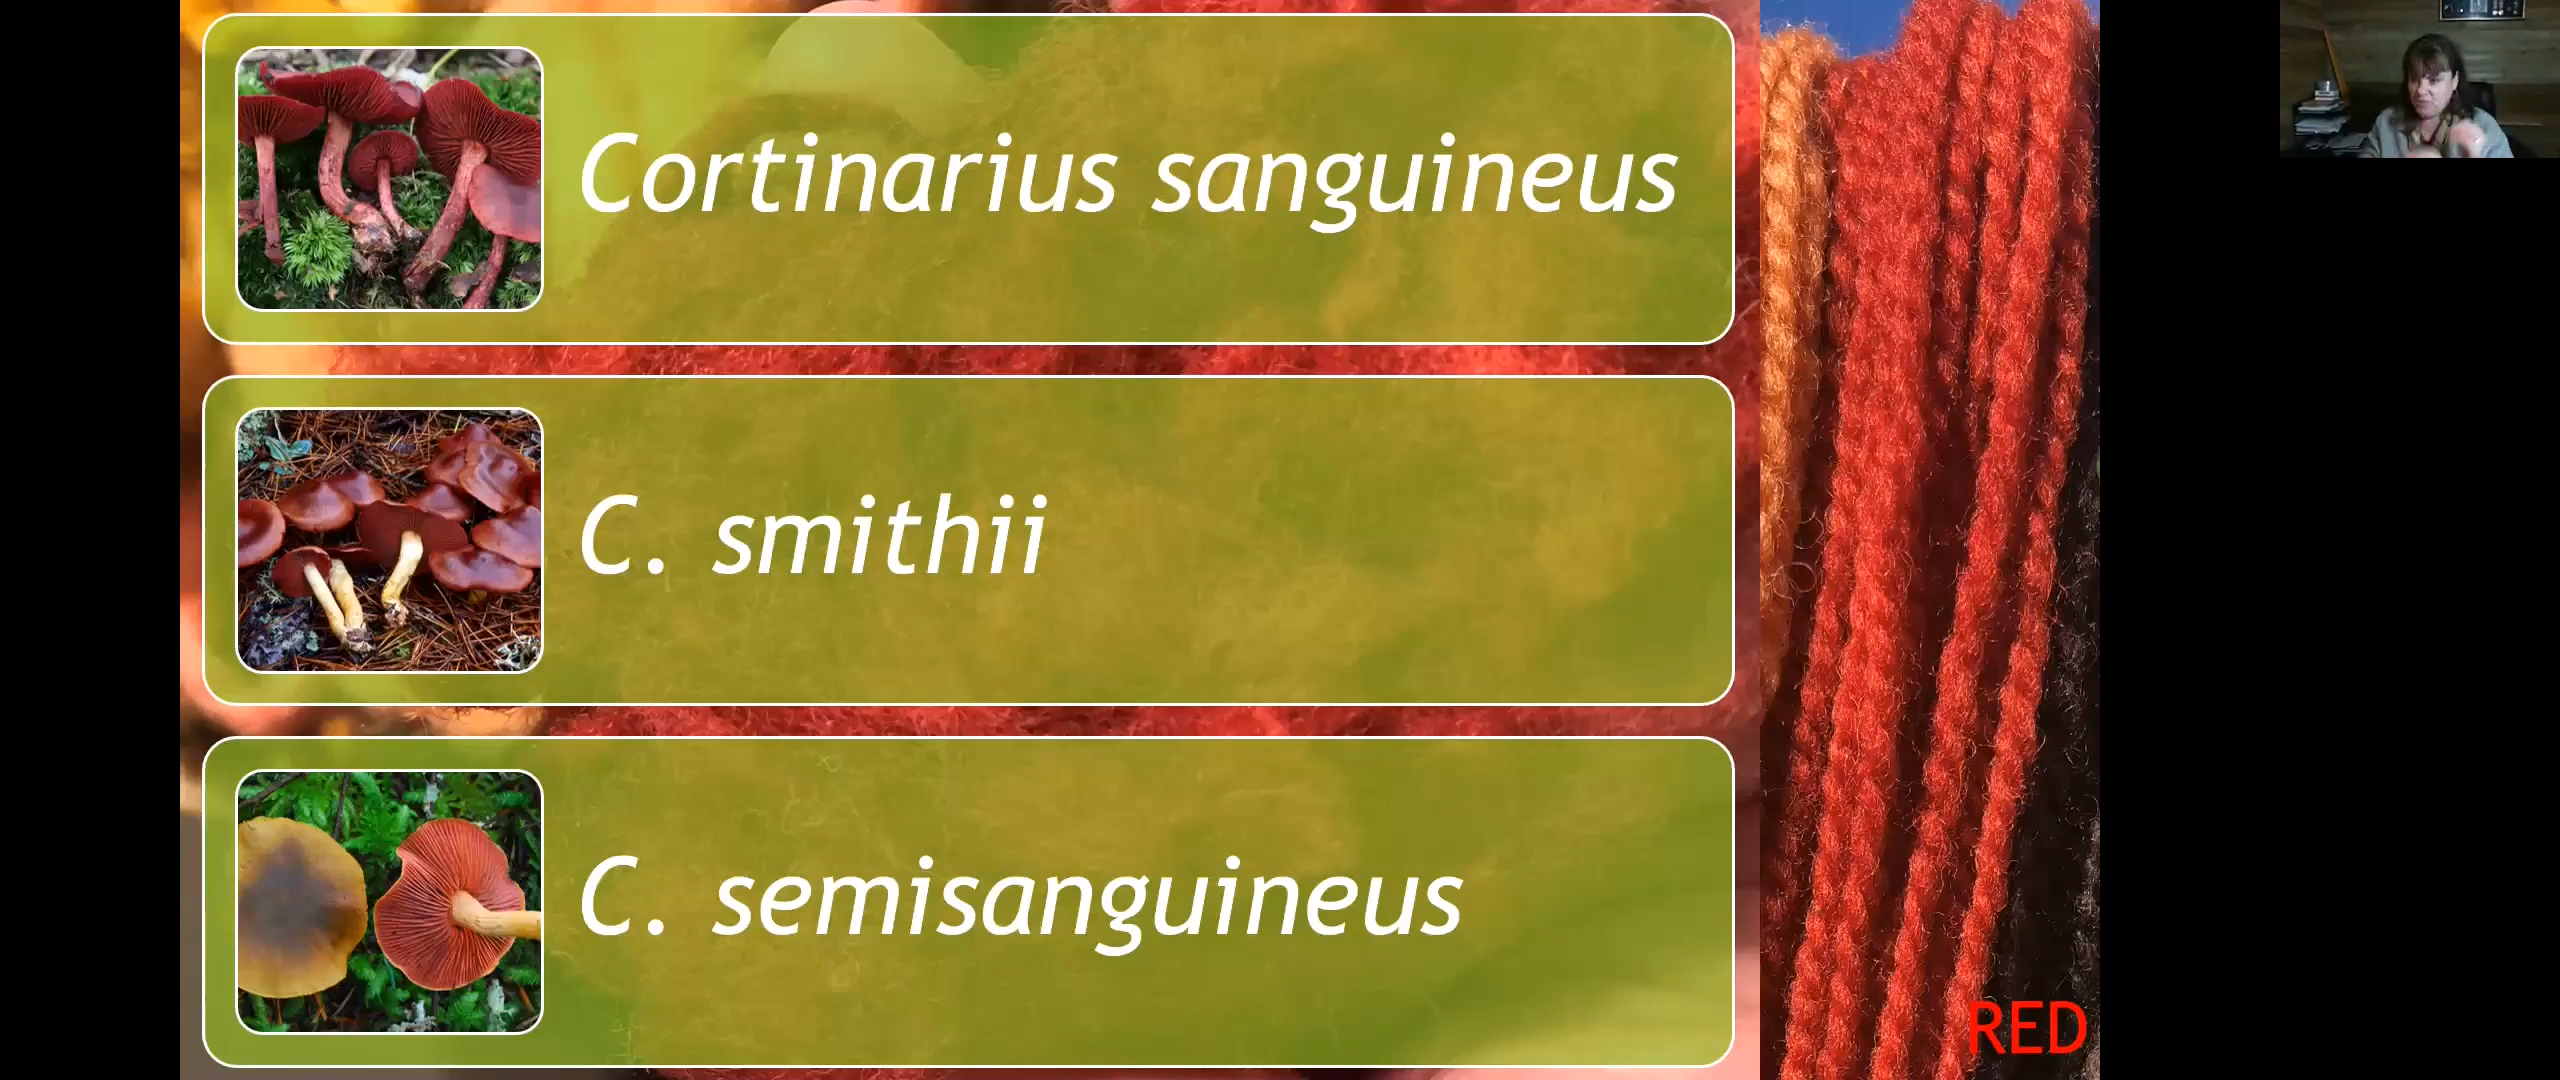 Cortinarius sanguineus
C. smithii
C. semisanguineus
RED